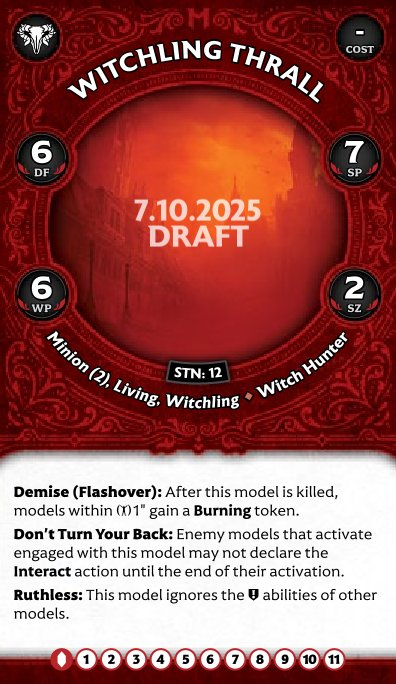 -
COST
WITCHLING THRALL
6
DF
7
SP
7.10.2025
DRAFT
6
WP
2
SZ
STN: 12
Minion (2), Living, Witchling ◆ Witch Hunter
Demise (Flashover): After this model is killed,
models within 1" gain a Burning token.
Don't Turn Your Back: Enemy models that activate
engaged with this model may not declare the
Interact action until the end of their activation.
Ruthless: This model ignores the abilities of other
models.
1 2 3 4 5 6 7 8 9 10 11